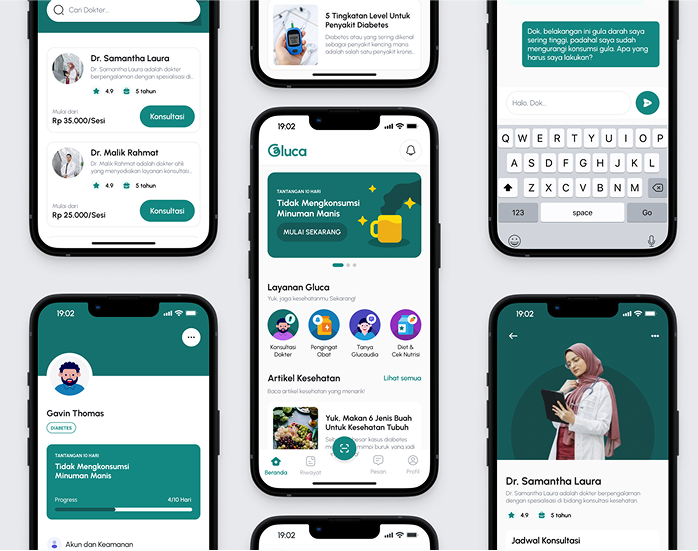 Cari Dokter...
Dr. Samantha Laura
Dr. Samantha Laura adalah dokter
berpengalaman dengan spesialisasi di...
4.9
5 tahun
Mulai dari
Rp 35.000/Sesi
Konsultasi
Dr. Malik Rahmat
Dr. Malik Rahmat adalah dokter ahli
yang menyediakan layanan konsultasi...
4.9
5 tahun
Mulai dari
Rp 25.000/Sesi
Konsultasi
19.02
Gavin Thomas
DIABETES
TANTANGAN 10 HARI
Tidak Mengkonsumsi
Minuman Manis
Progress
4/10 Hari
Akun dan Keamanan
5 Tingkatan Level Untuk
Penyakit Diabetes
Diabetes atau yang sering dikenal
sebagai penyakit kencing manis
adalah salah satu penyakit kronis...
19.02
Gluca
TANTANGAN 10 HARI
Tidak Mengkonsumsi
Minuman Manis
MULAI SEKARANG
Layanan Gluca
Yuk, jaga kesehatanmu Sekarang!
Konsultasi
Dokter
Pengingat
Obat
Tanya
Glucaudia
Diet &
Cek Nutrisi
Artikel Kesehatan
Lihat semua
Baca artikel kesehatan yang menarik!
Yuk, Makan 6 Jenis Buah
Untuk Kesehatan Tubuh
besar kasus diabetes
buruk yang
Beranda
Riwayat
Pesan
Profil
19.02
Dok, belakangan ini gula darah saya
sering tinggi, padahal saya sudah
mengurangi konsumsi gula. Apa yang
harus saya lakukan?
Halo, Dok..
Q W E R T Y U I O P
A S D F G H J K L
Z X C V B N M
123
space
Go
19.02
Dr. Samantha Laura
Dr. Samantha Laura adalah dokter berpengalaman
dengan spesialisasi di bidang konsultasi kesehatan.
4.9
5 tahun
Jadwal Konsultasi